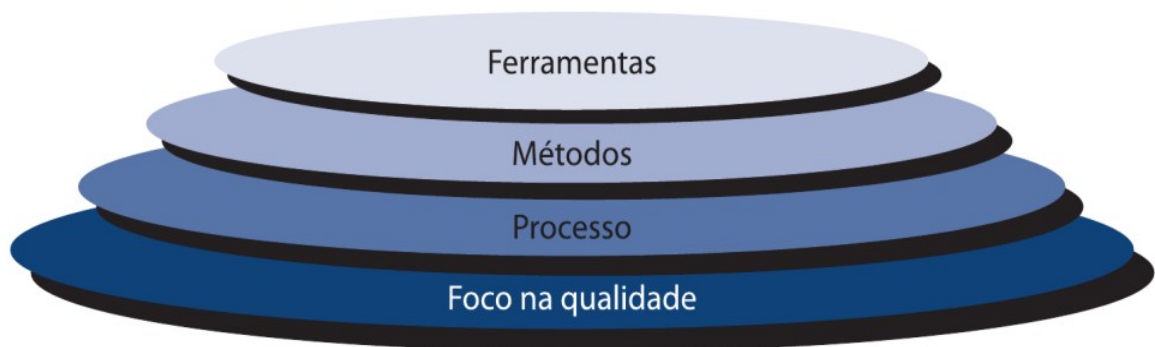 Ferramentas
Métodos
Processo
Foco na qualidade